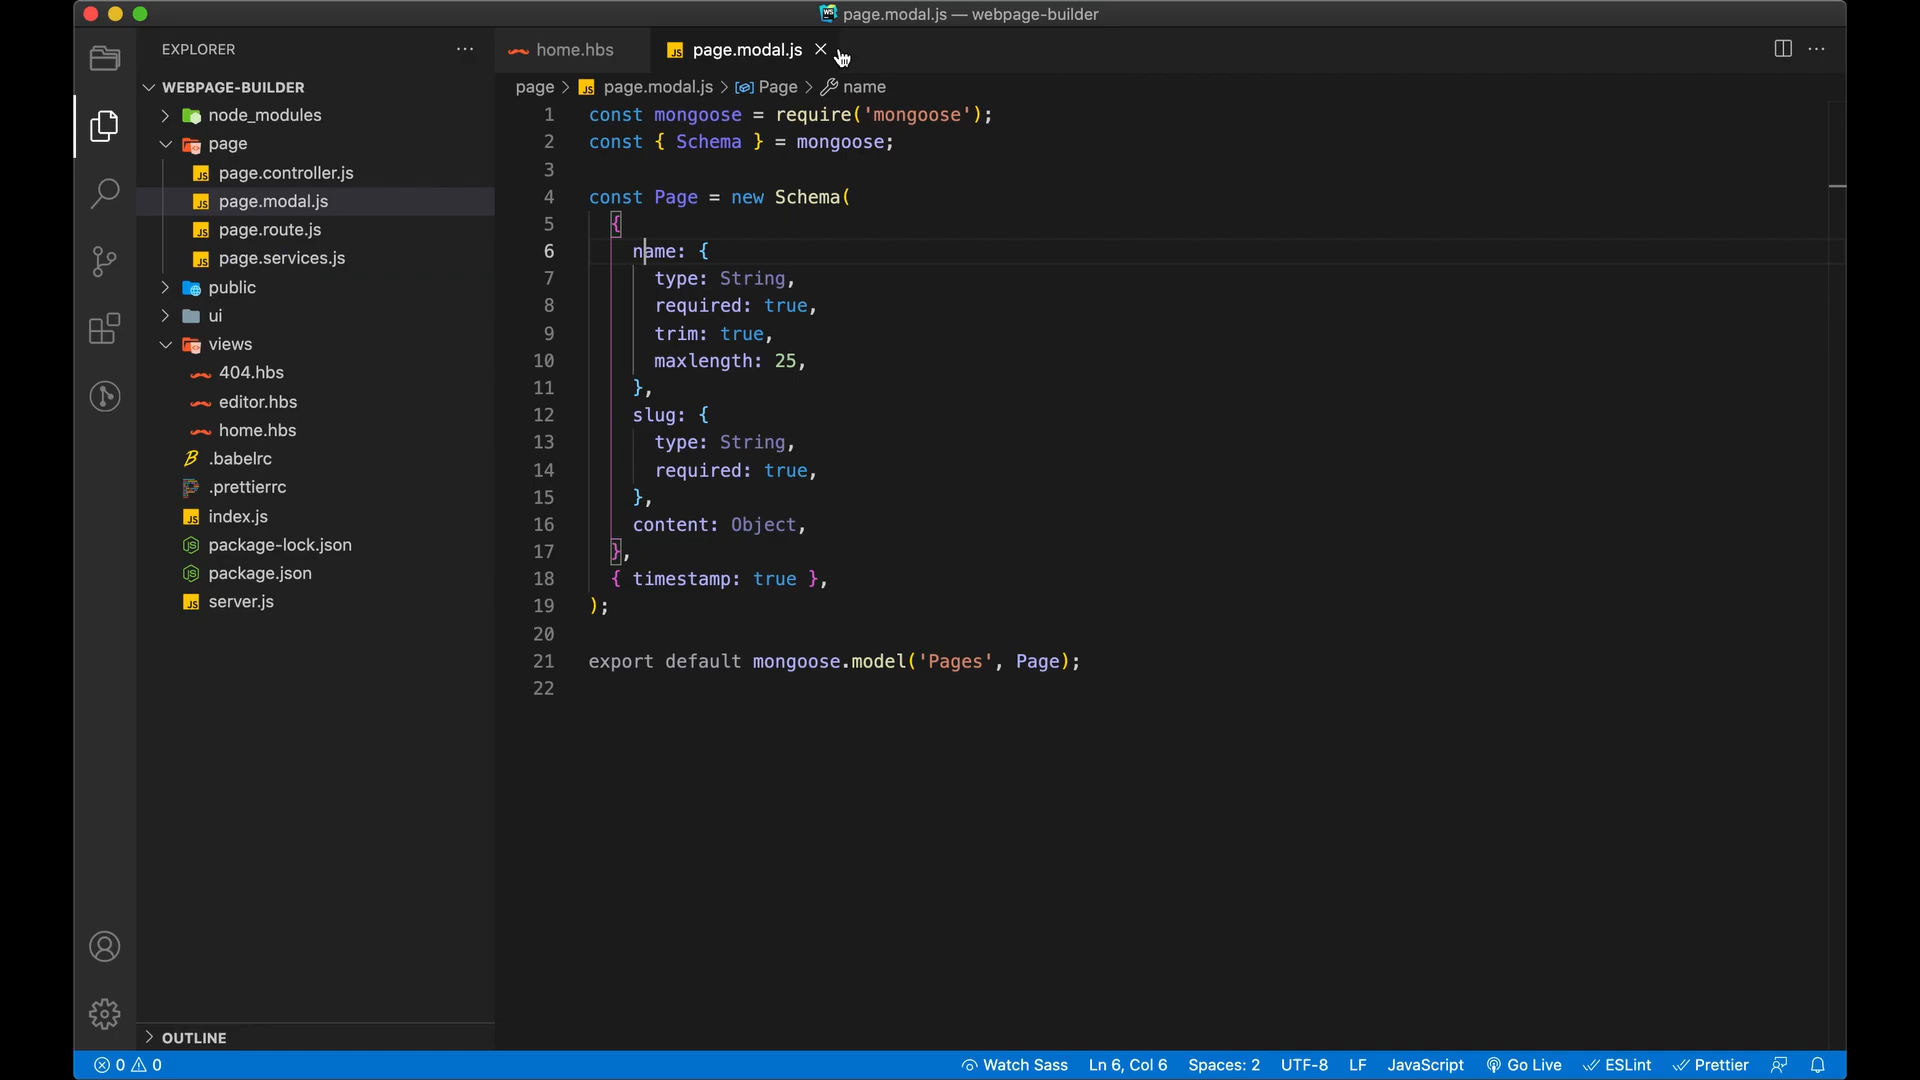 page.modal.js — webpage-builder
EXPLORER
WEBPAGE-BUILDER
node_modules
page
page.controller.js
page.modal.js
page.route.js
page.services.js
public
ui
views
404.hbs
editor.hbs
home.hbs
.babelrc
.prettierrc
index.js
package-lock.json
package.json
server.js
OUTLINE
home.hbs
page.modal.js
page > page.modal.js > Page > name
1 const mongoose = require('mongoose');
2 const { Schema } = mongoose;
3
4 const Page = new Schema(
5 {
6 name: {
7 type: String,
8 required: true,
9 trim: true,
10 maxlength: 25,
11 },
12 slug: {
13 type: String,
14 required: true,
15 },
16 content: Object,
17 },
18 { timestamp: true },
19 );
20
21 export default mongoose.model('Pages', Page);
22
0 0 Watch Sass Ln 6, Col 6 Spaces: 2 UTF-8 LF JavaScript Go Live ESLint Prettier